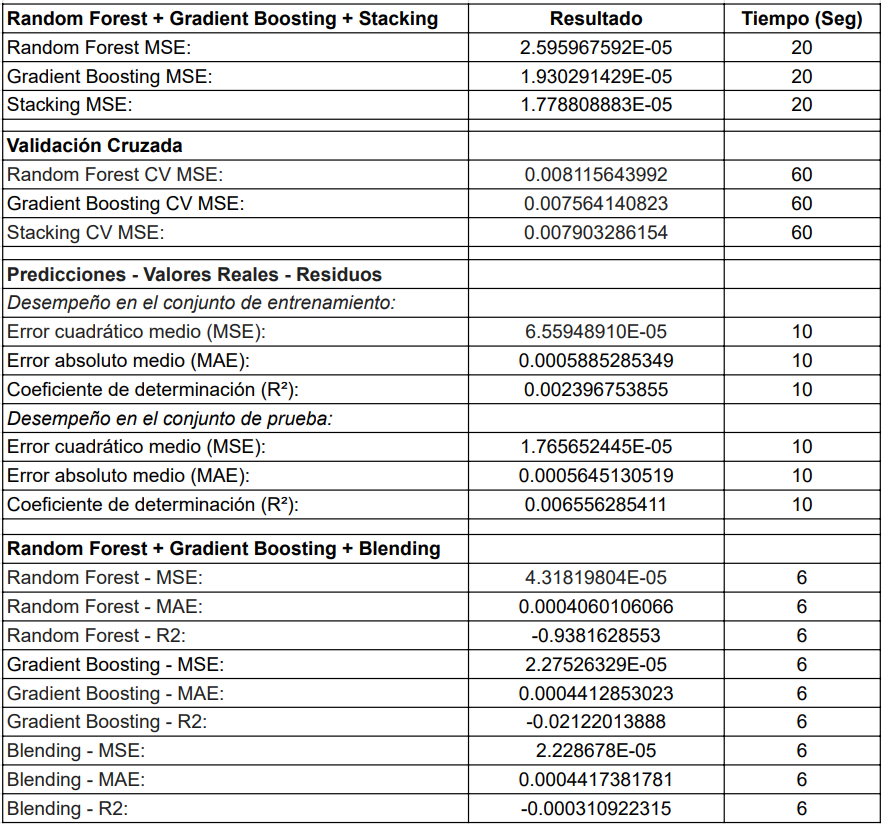 Random Forest + Gradient Boosting + Stacking Resultado Tiempo (Seg)
Random Forest MSE: 2.595967592E-05 20
Gradient Boosting MSE: 1.930291429E-05 20
Stacking MSE: 1.778808883E-05 20
Validación Cruzada
Random Forest CV MSE: 0.008115643992 60
Gradient Boosting CV MSE: 0.007564140823 60
Stacking CV MSE: 0.007903286154 60
Predicciones - Valores Reales - Residuos
Desempeño en el conjunto de entrenamiento:
Error cuadrático medio (MSE): 6.55948910E-05 10
Error absoluto medio (MAE): 0.0005885285349 10
Coeficiente de determinación (R²): 0.002396753855 10
Desempeño en el conjunto de prueba:
Error cuadrático medio (MSE): 1.765652445E-05 10
Error absoluto medio (MAE): 0.0005645130519 10
Coeficiente de determinación (R²): 0.006556285411 10
Random Forest + Gradient Boosting + Blending
Random Forest - MSE: 4.31819804E-05 6
Random Forest - MAE: 0.0004060106066 6
Random Forest - R2: -0.9381628553 6
Gradient Boosting - MSE: 2.27526329E-05 6
Gradient Boosting - MAE: 0.0004412853023 6
Gradient Boosting - R2: -0.02122013888 6
Blending - MSE: 2.228678E-05 6
Blending - MAE: 0.0004417381781 6
Blending - R2: -0.000310922315 6